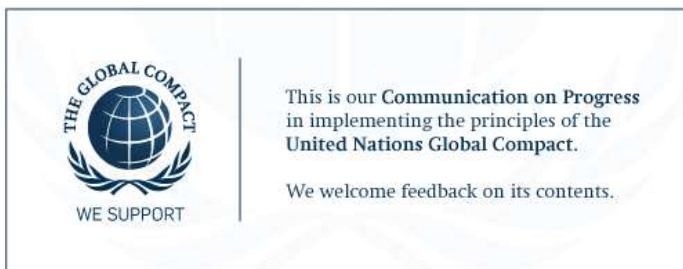 THE GLOBAL COMPACT
WE SUPPORT
This is our Communication on Progress
in implementing the principles of the
United Nations Global Compact.
We welcome feedback on its contents.